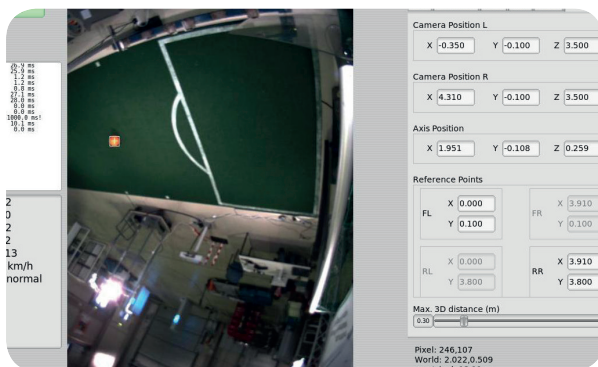 26.9 ms
25.9 ms
1.2 ms
1.2 ms
0.8 ms
27.1 ms
28.0 ms
0.0 ms
0.0 ms
1000.0 ms!
10.1 ms
0.0 ms
2
0
2
2
13
km/h
normal
Camera Position L
X -0.350 Y -0.100 Z 3.500
Camera Position R
X 4.310 Y -0.100 Z 3.500
Axis Position
X 1.951 Y -0.108 Z 0.259
Reference Points
FL X 0.000 Y 0.100
FR X 3.910 Y 0.100
RL X 0.000 Y 3.800
RR X 3.910 Y 3.800
Max. 3D distance (m)
0.30
Pixel: 246,107
World: 2.022,0.509